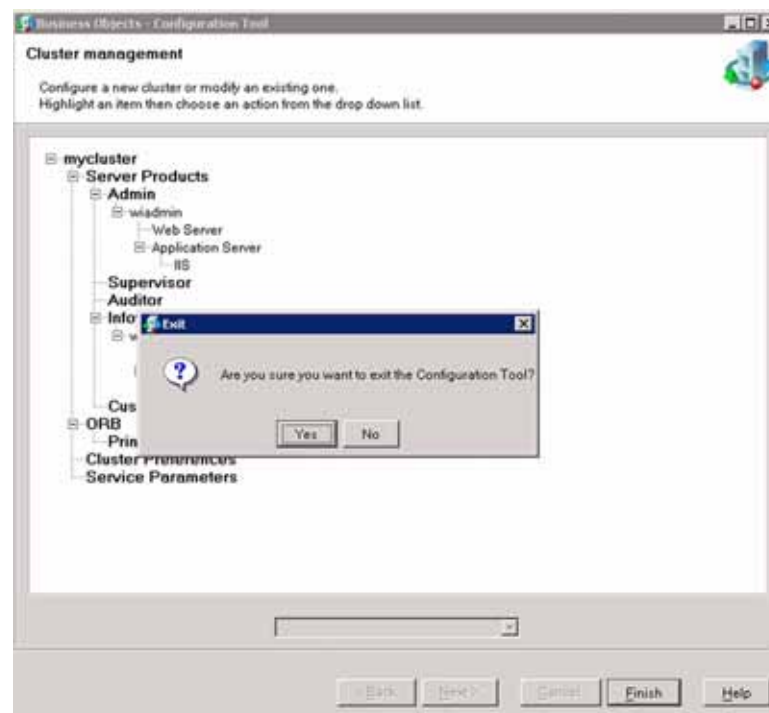 Business Objects - Configuration Tool
Cluster management
Configure a new cluster or modify an existing one.
Highlight an item then choose an action from the drop down list.
mycluster
Server Products
Admin
wiadmin
Web Server
Application Server
IIS
Supervisor
Auditor
Info
w
Exit
Are you sure you want to exit the Configuration Tool?
Yes No
Cus
ORB
Prin
Cluster Preferences
Service Parameters
< Back Next > Cancel Finish Help